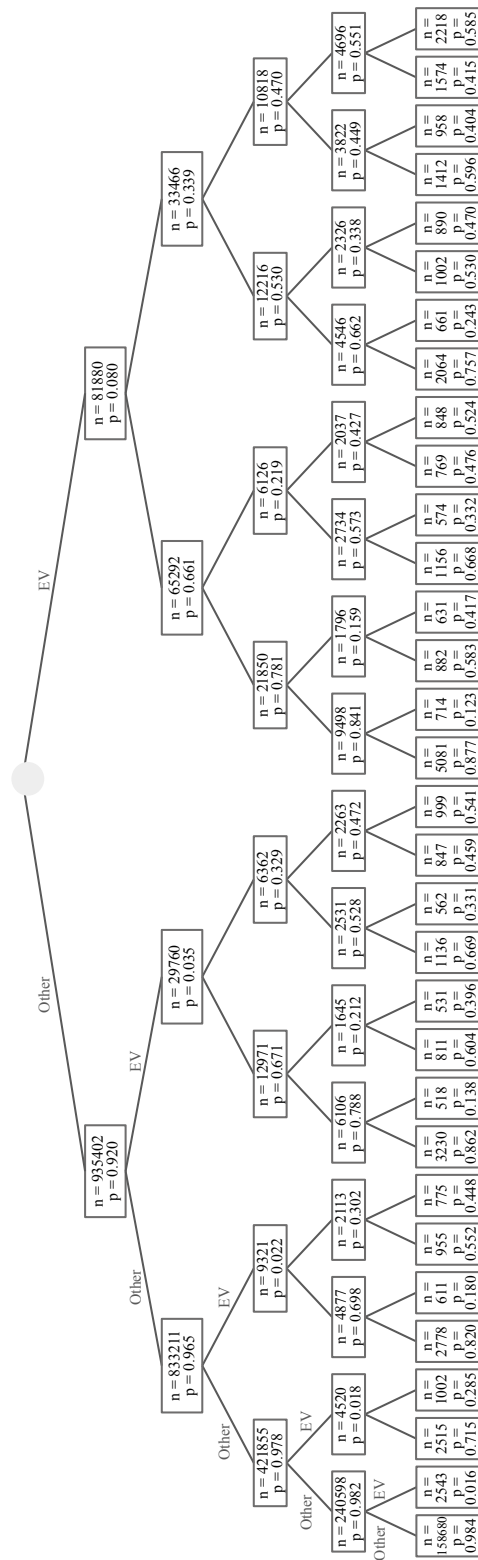 Other
EV
n = 935402
p = 0.920
n = 81880
p = 0.080
Other
EV
n = 833211
p = 0.965
n = 29760
p = 0.035
n = 65292
p = 0.661
n = 33466
p = 0.339
Other
EV
n = 421855
p = 0.978
n = 9321
p = 0.022
n = 12971
p = 0.671
n = 6362
p = 0.329
n = 21850
p = 0.781
n = 6126
p = 0.219
n = 12216
p = 0.530
n = 10818
p = 0.470
Other
EV
n = 240598
p = 0.982
n = 4520
p = 0.018
n = 4877
p = 0.698
n = 2113
p = 0.302
n = 6106
p = 0.788
n = 1645
p = 0.212
n = 2531
p = 0.528
n = 2263
p = 0.472
n = 9498
p = 0.841
n = 1796
p = 0.159
n = 2734
p = 0.573
n = 2037
p = 0.427
n = 4546
p = 0.662
n = 2326
p = 0.338
n = 3822
p = 0.449
n = 4696
p = 0.551
Other
EV
n =
158680
p =
0.984
n =
2543
p =
0.016
n =
2515
p =
0.715
n =
1002
p =
0.285
n =
2778
p =
0.820
n =
611
p =
0.180
n =
955
p =
0.552
n =
775
p =
0.448
n =
3230
p =
0.862
n =
518
p =
0.138
n =
811
p =
0.604
n =
531
p =
0.396
n =
1136
p =
0.669
n =
562
p =
0.331
n =
847
p =
0.459
n =
999
p =
0.541
n =
5081
p =
0.877
n =
714
p =
0.123
n =
882
p =
0.583
n =
631
p =
0.417
n =
1156
p =
0.668
n =
574
p =
0.332
n =
769
p =
0.476
n =
848
p =
0.524
n =
2064
p =
0.757
n =
661
p =
0.243
n =
1002
p =
0.530
n =
890
p =
0.470
n =
1412
p =
0.596
n =
958
p =
0.404
n =
1574
p =
0.415
n =
2218
p =
0.585